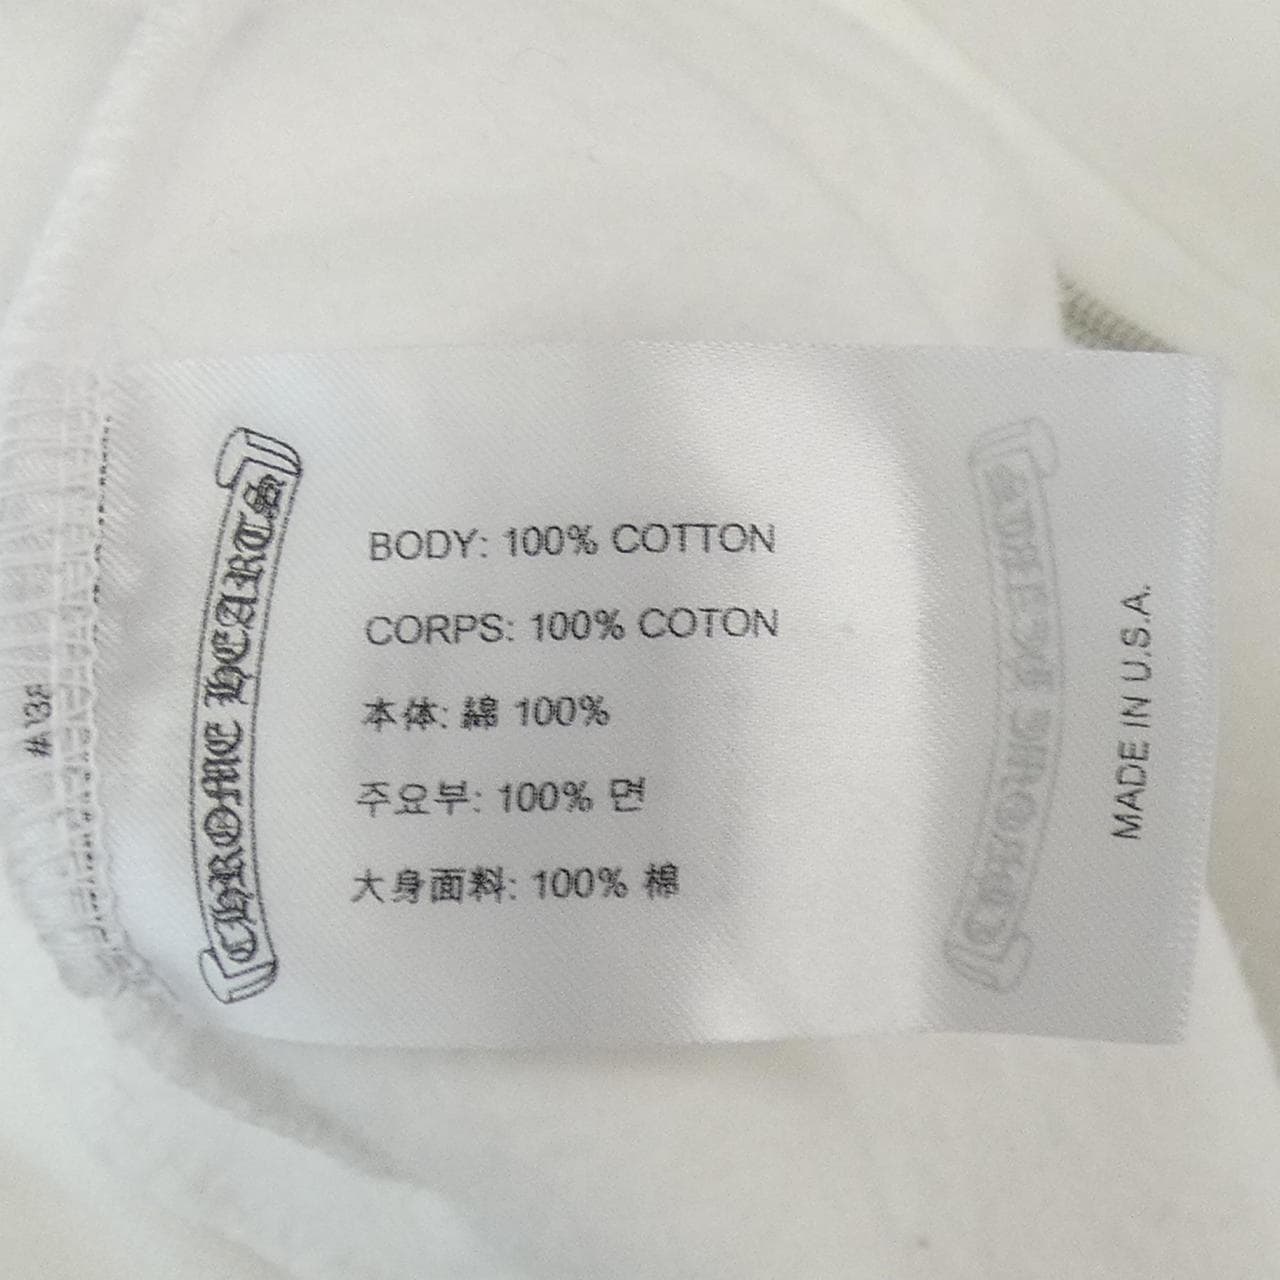 CHROME HEARTS
BODY: 100% COTTON
CORPS: 100% COTON
本体: 綿 100%
주요부: 100% 면
大身面料: 100% 棉
MADE IN U.S.A.